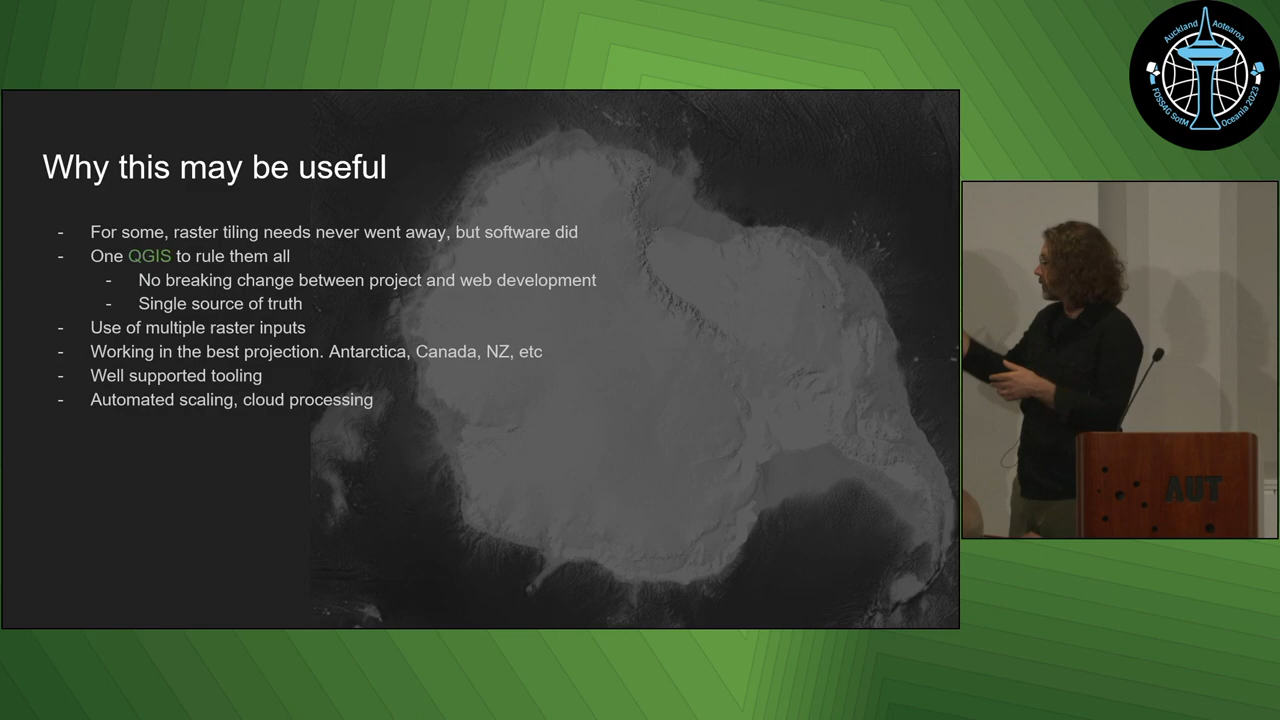 Why this may be useful
- For some, raster tiling needs never went away, but software did
- One QGIS to rule them all
- No breaking change between project and web development
- Single source of truth
- Use of multiple raster inputs
- Working in the best projection. Antarctica, Canada, NZ, etc
- Well supported tooling
- Automated scaling, cloud processing
Auckland Aotearoa
FOSS4G SotM Oceania 2023
AUT